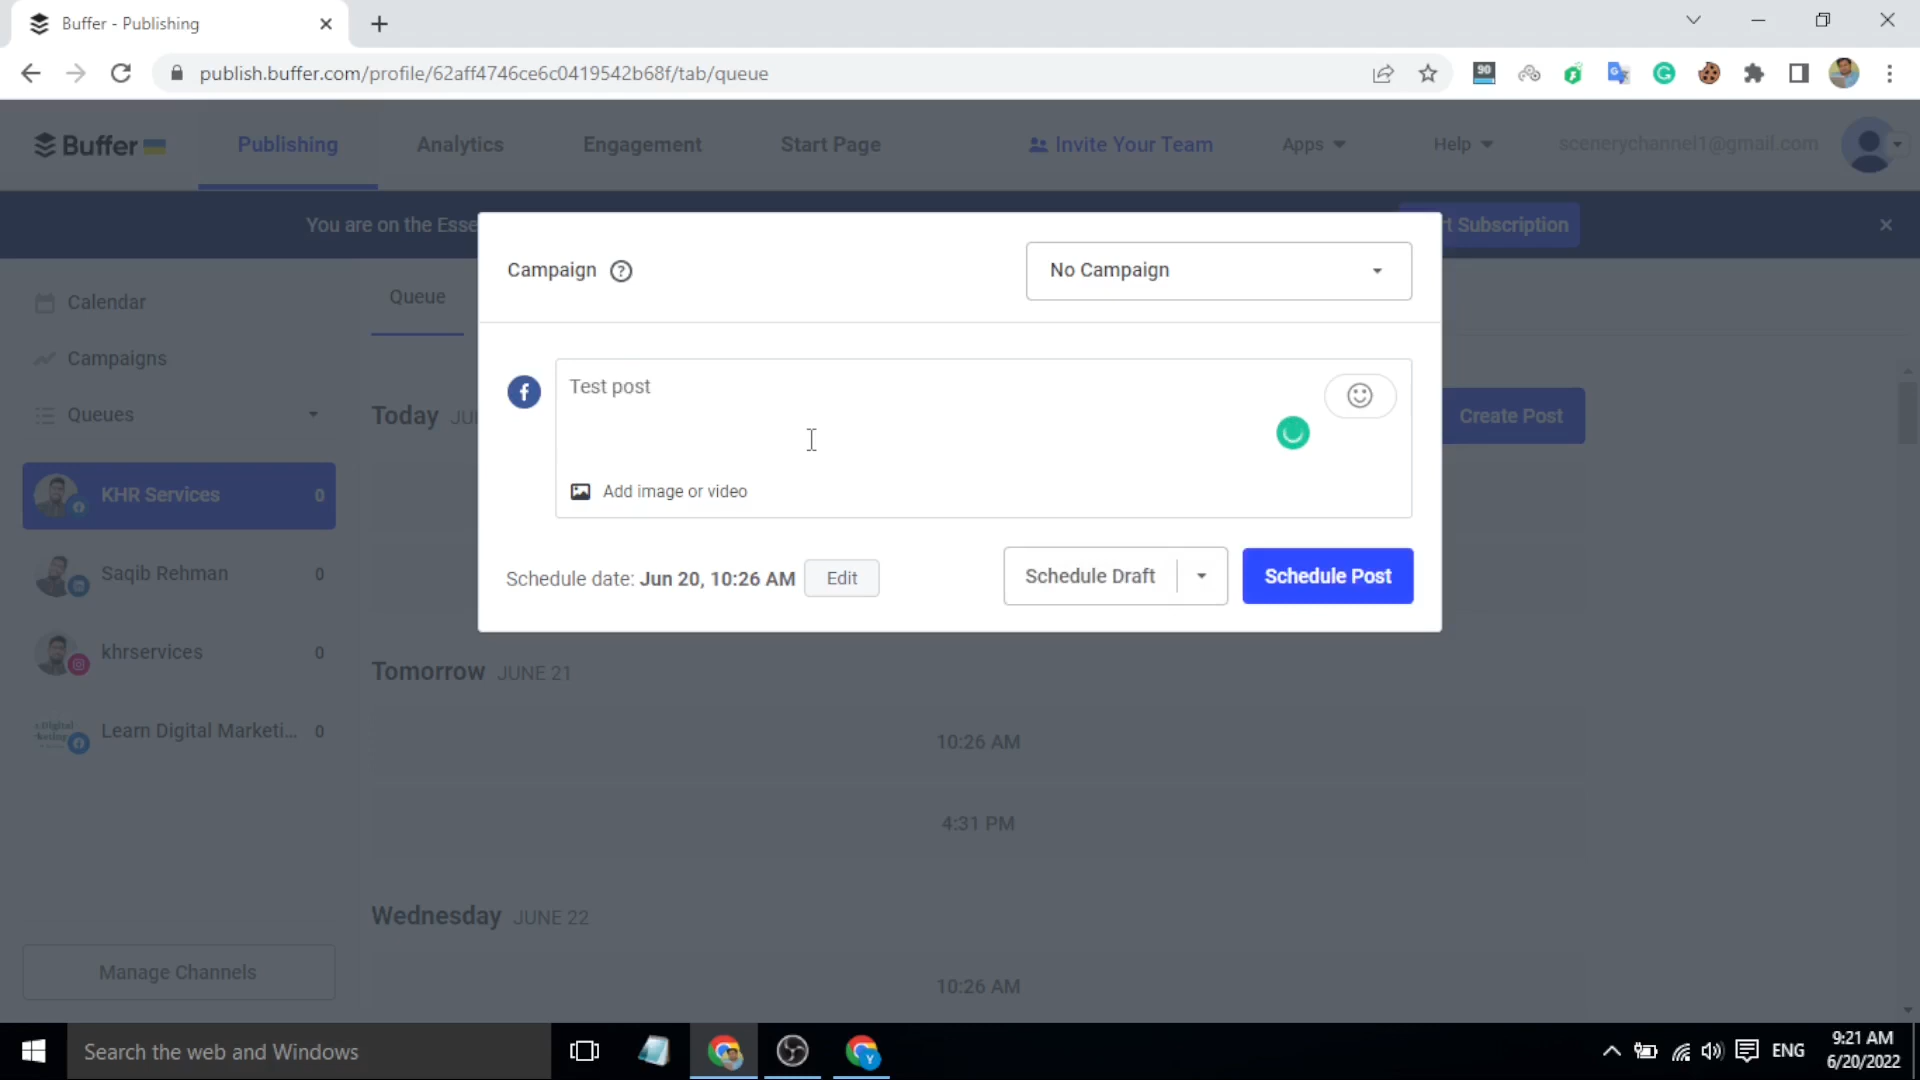 Buffer - Publishing
publish.buffer.com/profile/62aff4746ce6c0419542b68f/tab/queue
90
Buffer
Publishing
Analytics
Engagement
Start Page
Invite Your Team
Apps
Help
scenerychannel1@gmail.com
You are on the Esse
t Subscription
Calendar
Campaigns
Queues
KHR Services 0
Saqib Rehman 0
khrservices 0
Learn Digital Marketi... 0
Manage Channels
Queue
Campaign ?
No Campaign
Today JU
Create Post
Test post
Add image or video
Schedule date: Jun 20, 10:26 AM Edit
Schedule Draft
Schedule Post
Tomorrow JUNE 21
10:26 AM
4:31 PM
Wednesday JUNE 22
10:26 AM
Search the web and Windows
ENG
9:21 AM
6/20/2022